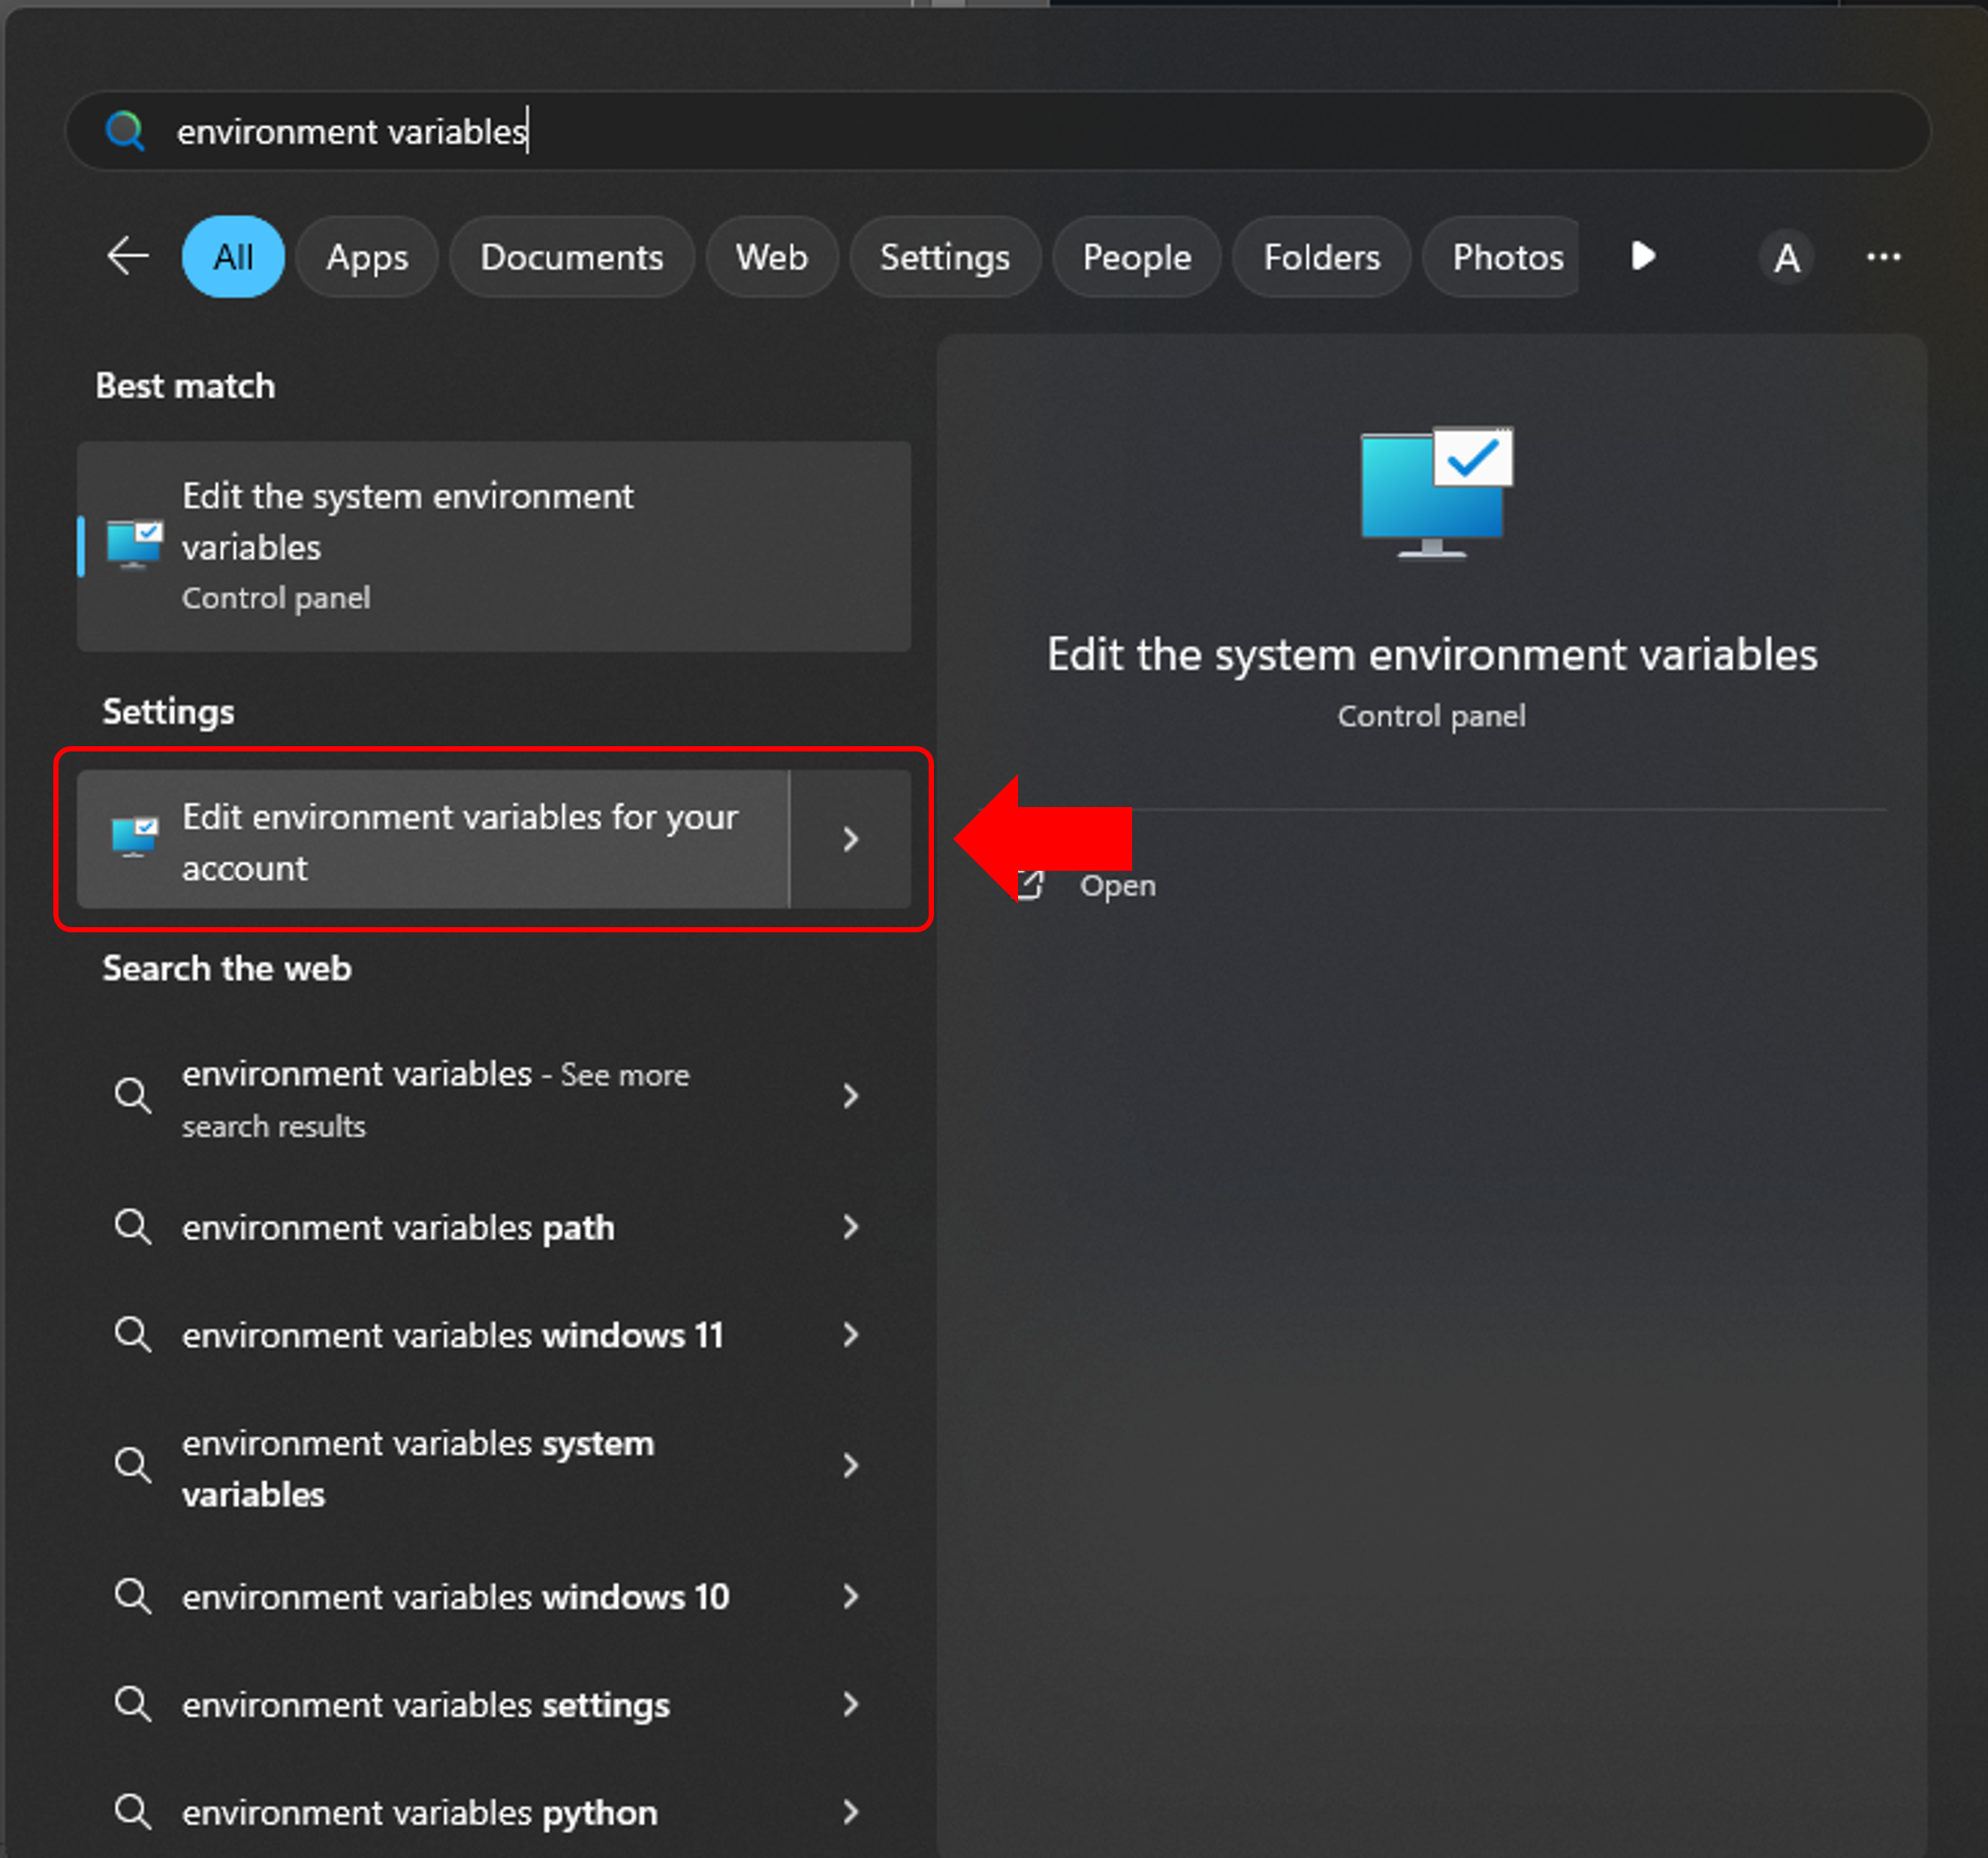 environment variables
All Apps Documents Web Settings People Folders Photos A
Best match
Edit the system environment
variables
Control panel
Settings
Edit environment variables for your
account
Search the web
environment variables - See more
search results
environment variables path
environment variables windows 11
environment variables system
variables
environment variables windows 10
environment variables settings
environment variables python
Edit the system environment variables
Control panel
Open